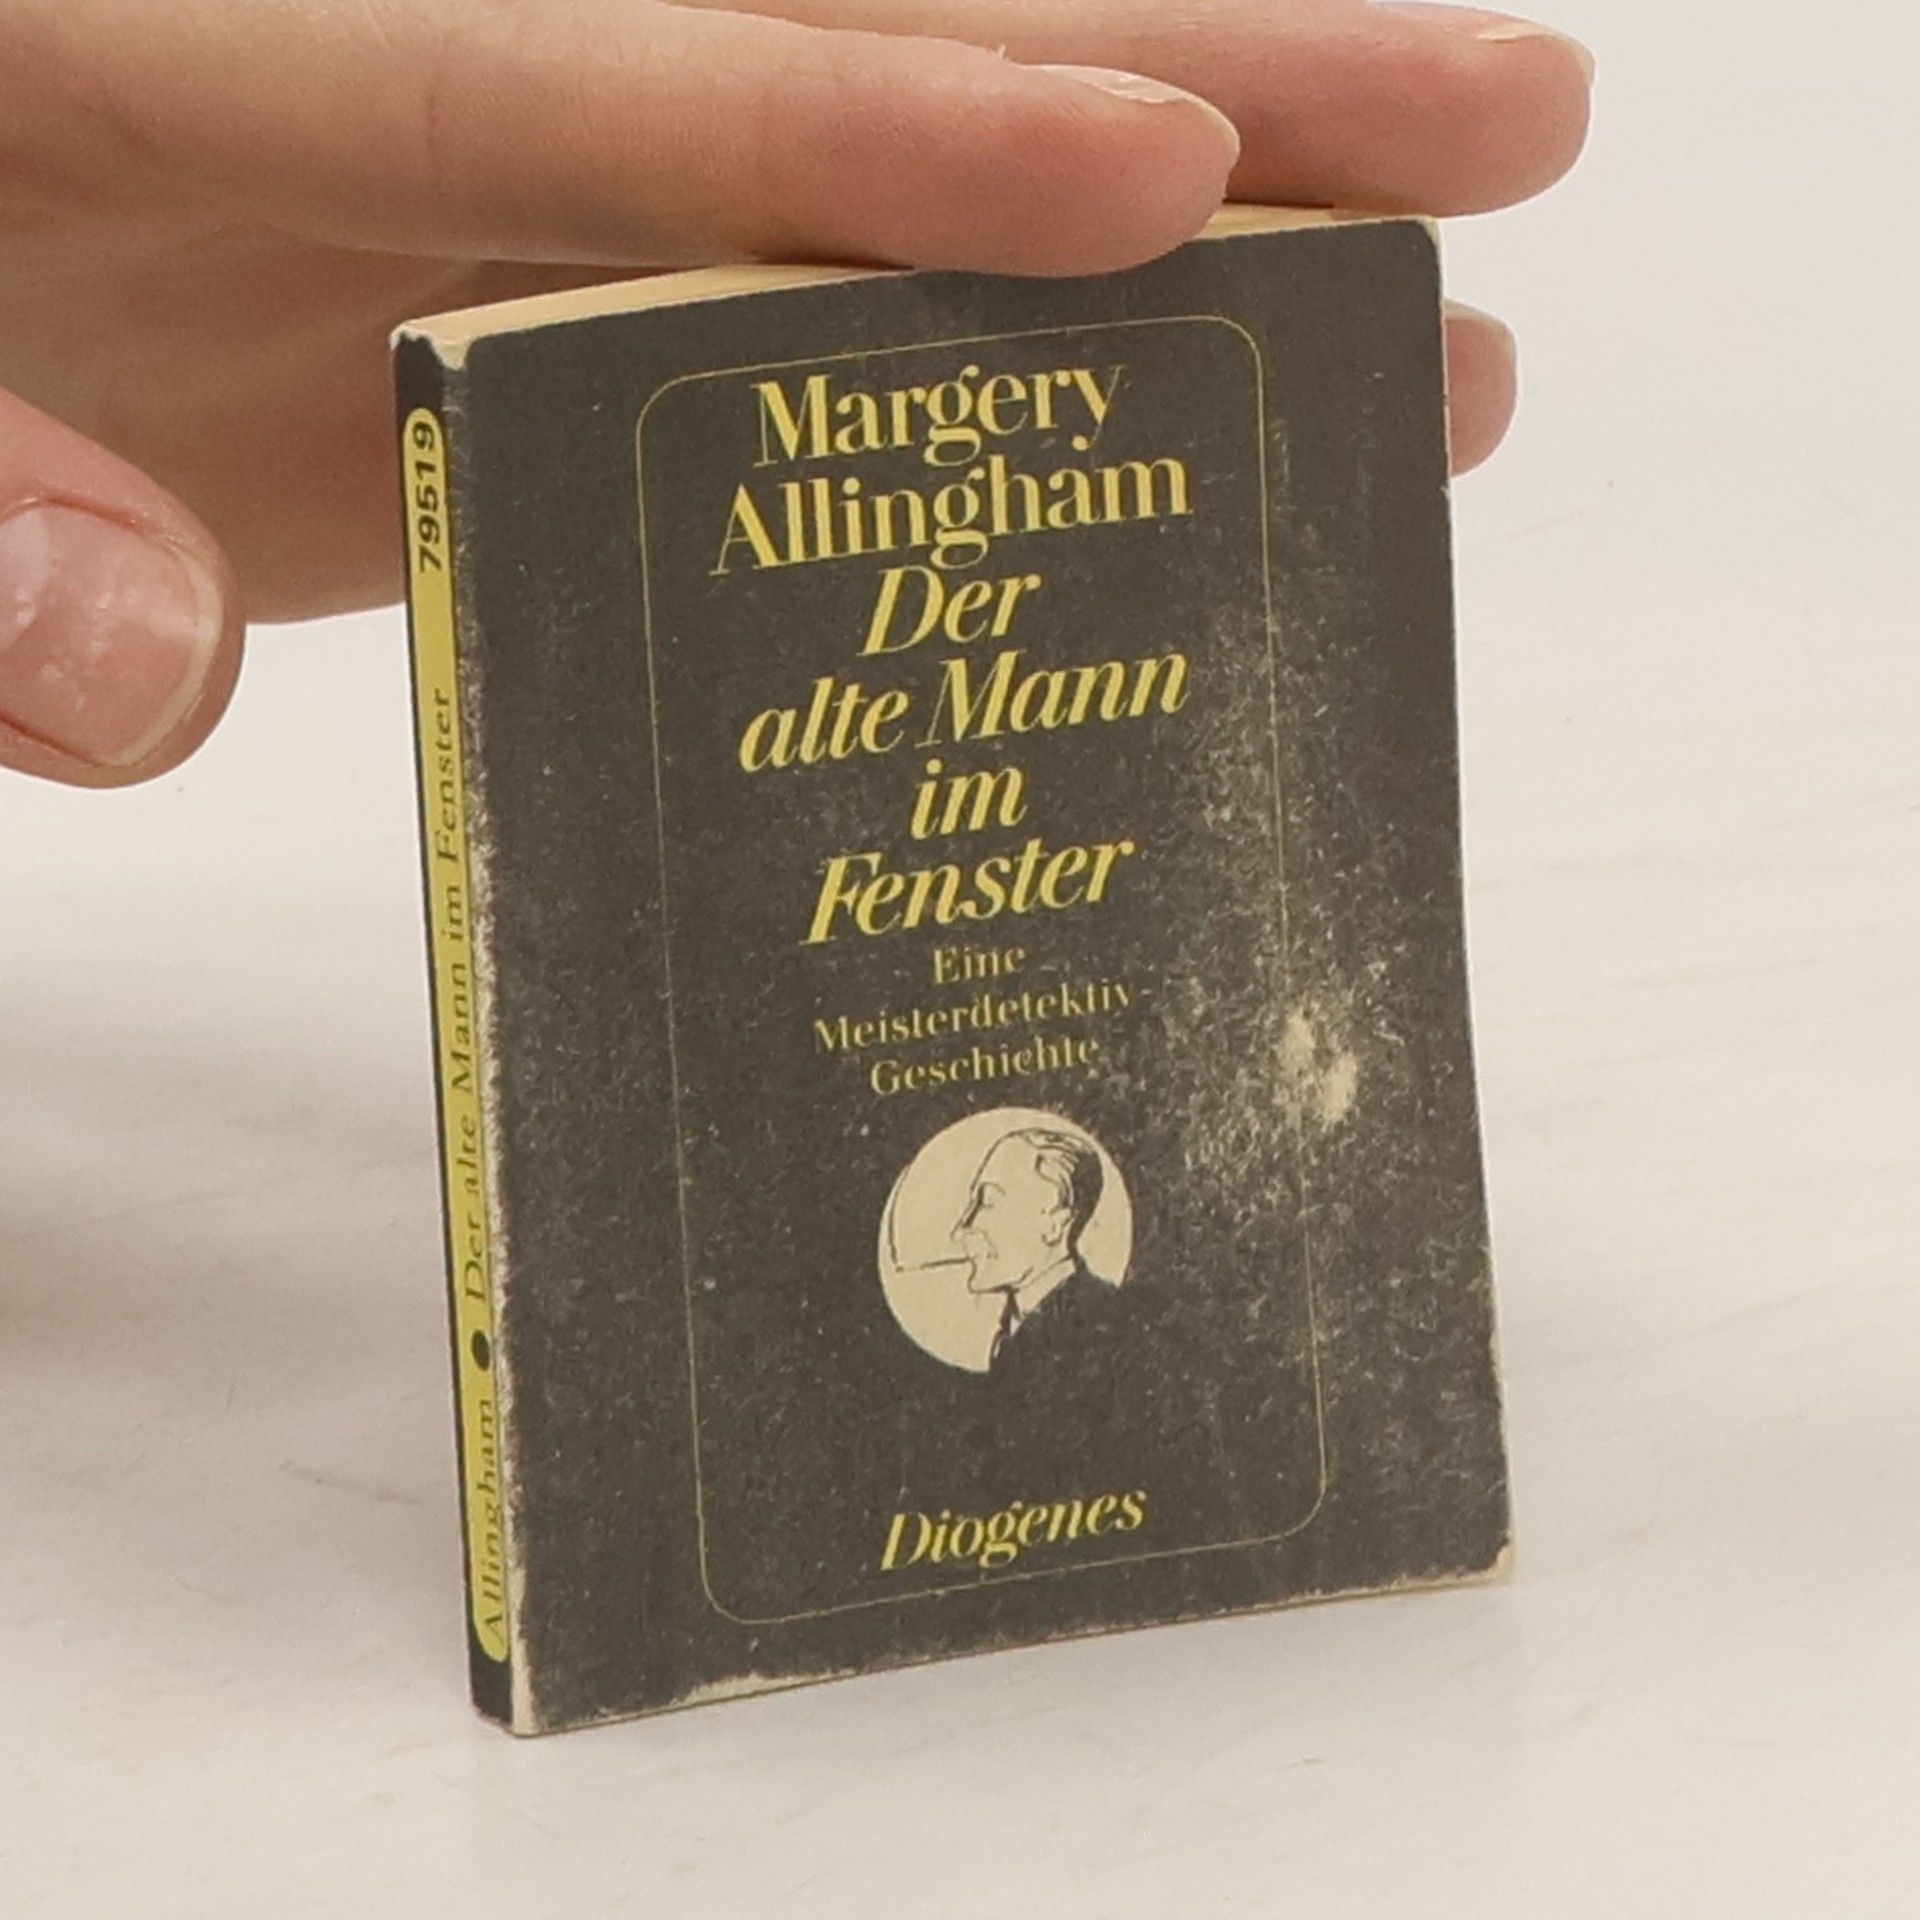 Margery
Allingham
Der
alte Mann
im
Fenster
Eine
Meisterdetektiv-
Geschichte
Diogenes
Allingham ● Der alte Mann im Fenster 79519